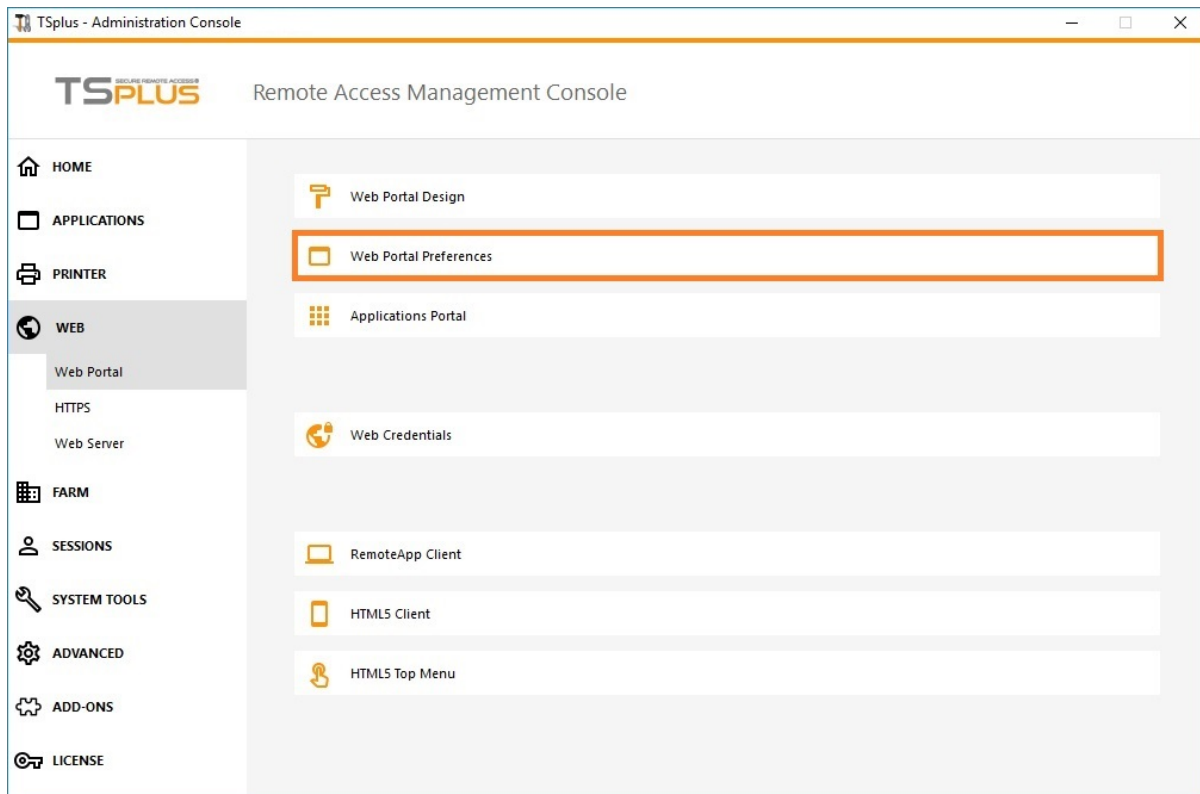 TSplus - Administration Console
TSPLUS SECURE REMOTE ACCESS®
Remote Access Management Console
HOME
APPLICATIONS
PRINTER
WEB
Web Portal
HTTPS
Web Server
FARM
SESSIONS
SYSTEM TOOLS
ADVANCED
ADD-ONS
LICENSE
Web Portal Design
Web Portal Preferences
Applications Portal
Web Credentials
RemoteApp Client
HTML5 Client
HTML5 Top Menu